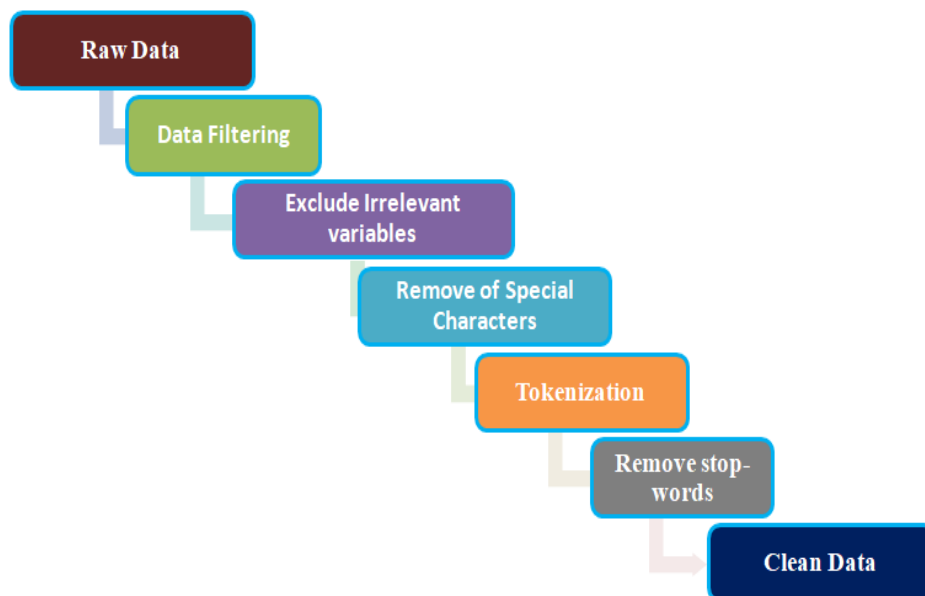 Raw Data
Data Filtering
Exclude Irrelevant
variables
Remove of Special
Characters
Tokenization
Remove stop-
words
Clean Data